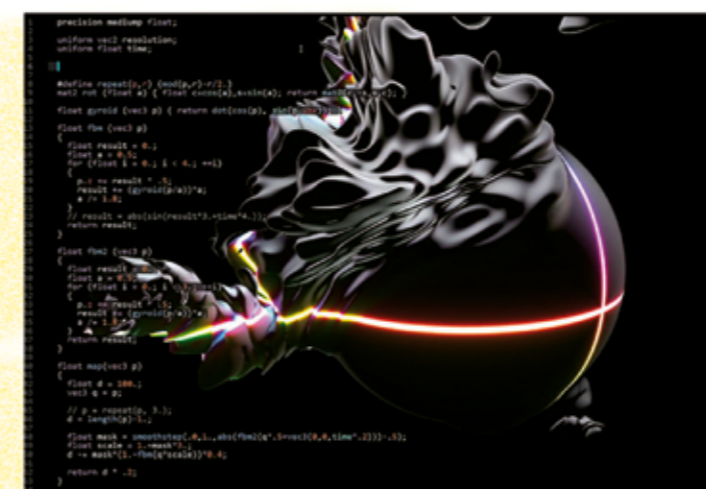 precision mediump float;
uniform vec2 resolution;
uniform float time;
#define repeat(p,r) (mod(p,r)-r/2.)
mat2 rot (float a) { float c=cos(a),s=sin(a); return
float gyroid (vec3 p) { return dot(cos(p),
float fbm (vec3 p)
{
float result = 0.;
float a = 0.5;
for (float i = 0.; i < 4.; ++i)
{
p.z += result * .5;
result += (gyroid(p/a))*a;
a /= 1.8;
}
// result = abs(sin(result*3.+time*4.));
return result;
}
float fbm2 (vec3 p)
{
float result
float a =
for (float i = 0.; i
{
p.z
result += (gyroid(p/a))*a;
a /=
}
return result;
}
float map(vec3 p)
{
float d = 100.;
vec3 q = p;
// p = repeat(p, 3.);
d = length(p)-1.;
float mask = smoothstep(.0,1.,abs(fbm2(q*.5+vec3(0,0,time*.2)))-.5);
float scale = 1.+mask*3.;
d -= mask*(1.-fbm(q*scale))*0.4;
return d * .2;
}